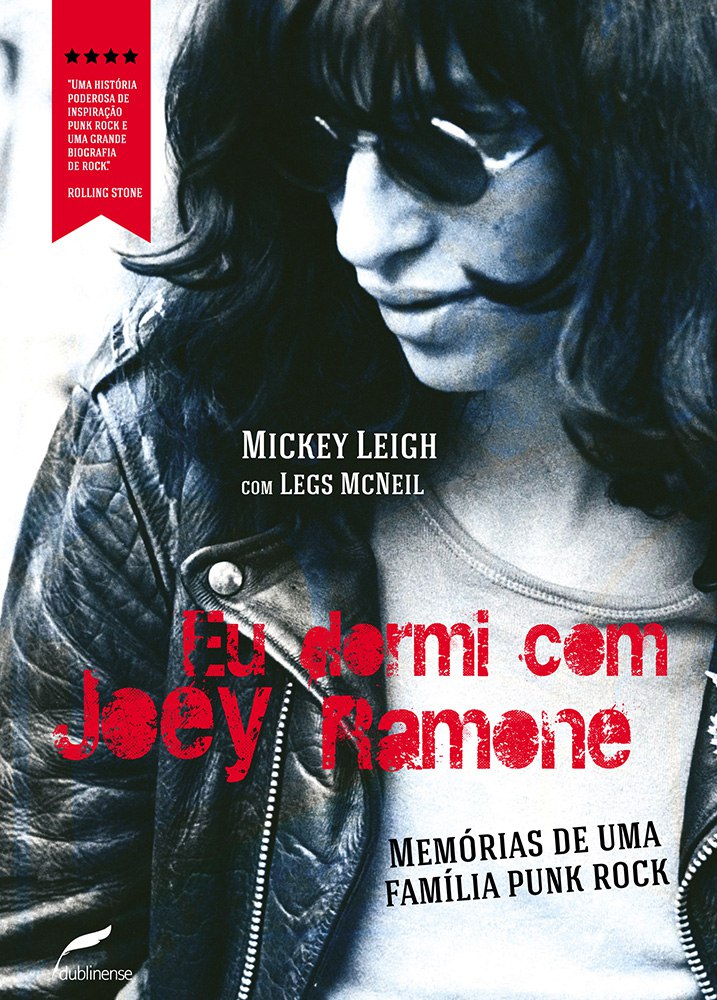 ★★★★
"UMA HISTÓRIA
PODEROSA DE
INSPIRAÇÃO
PUNK ROCK E
UMA GRANDE
BIOGRAFIA
DE ROCK."
ROLLING STONE
MICKEY LEIGH
COM LEGS MCNEIL
Eu dormi com
Joey Ramone
MEMÓRIAS DE UMA
FAMÍLIA PUNK ROCK
dublinense